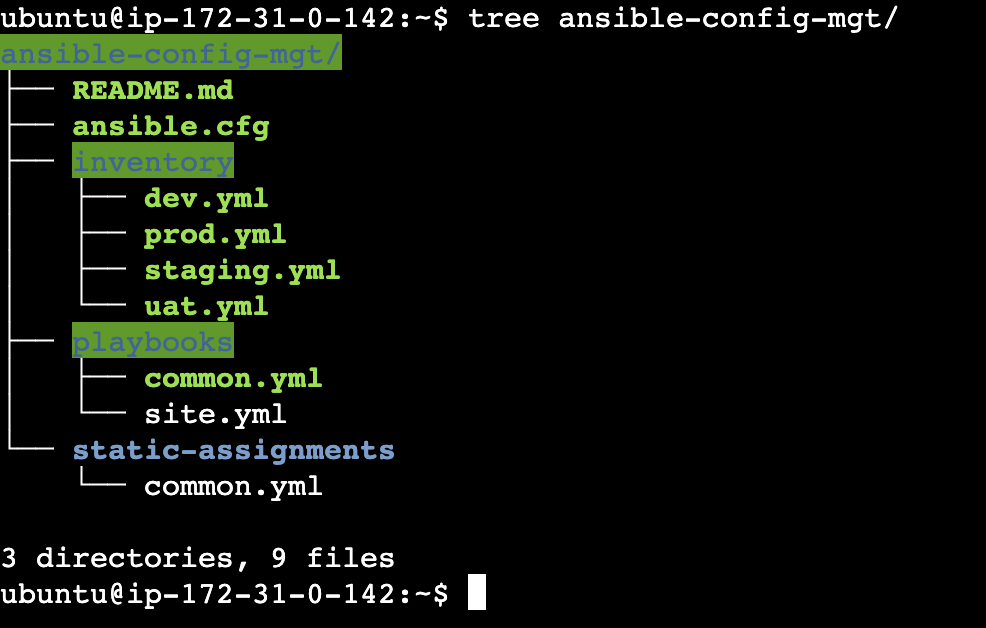 ubuntu@ip-172-31-0-142:~$ tree ansible-config-mgt/
ansible-config-mgt/
├── README.md
├── ansible.cfg
├── inventory
│   ├── dev.yml
│   ├── prod.yml
│   ├── staging.yml
│   └── uat.yml
├── playbooks
│   ├── common.yml
│   └── site.yml
└── static-assignments
    └── common.yml

3 directories, 9 files
ubuntu@ip-172-31-0-142:~$